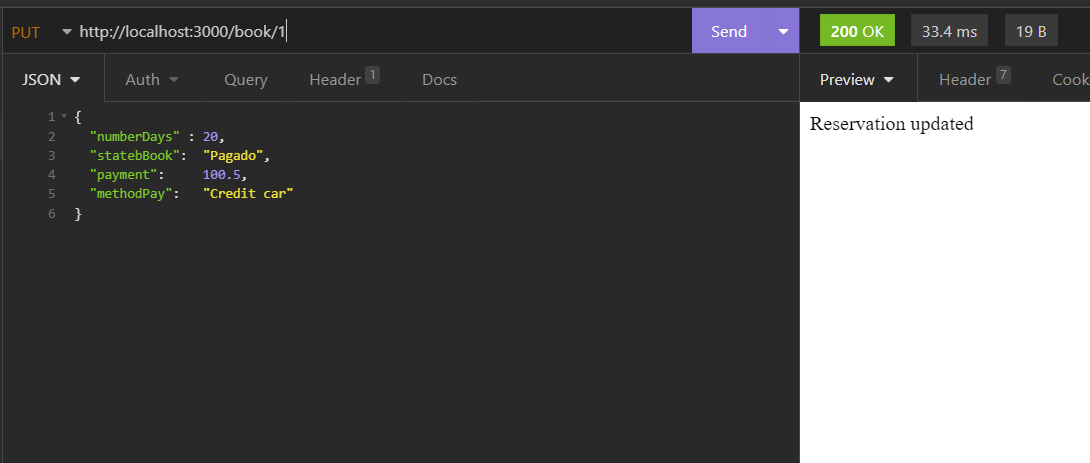 PUT http://localhost:3000/book/1 Send 200 OK 33.4 ms 19 B
JSON Auth Query Header 1 Docs Preview Header 7 Cook
1 {
2 "numberDays" : 20,
3 "statebBook": "Pagado",
4 "payment": 100.5,
5 "methodPay": "Credit car"
6 }
Reservation updated